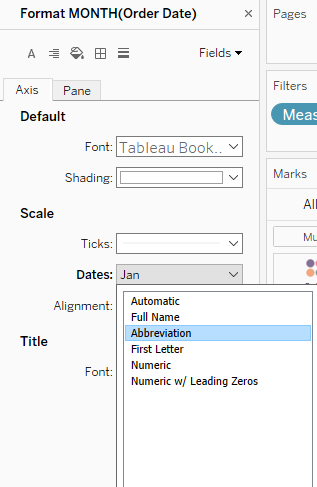 Format MONTH(Order Date) ×
A Fields
Axis Pane
Default
Font: Tableau Book..
Shading:
Scale
Ticks:
Dates: Jan
Automatic
Full Name
Abbreviation
First Letter
Numeric
Numeric w/ Leading Zeros
Alignment:
Title
Font:
Pages
Filters
Meas
Marks
Al
Mu